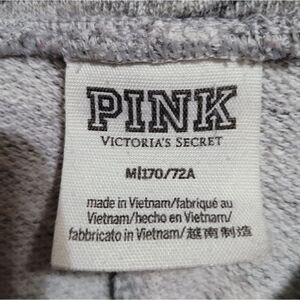 PINK
VICTORIA'S SECRET
M|170/72A
made in Vietnam/fabriqué au
Vietnam/hecho en Vietnam/
fabbricato in Vietnam/越南制造